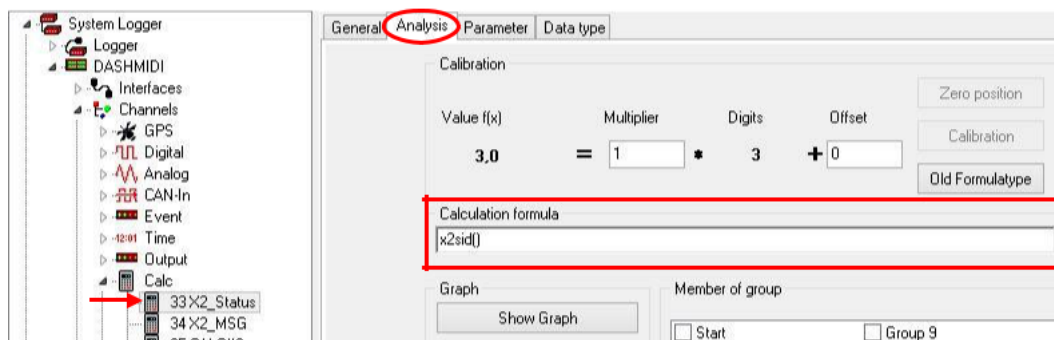 System Logger
Logger
DASHMIDI
Interfaces
Channels
GPS
Digital
Analog
CAN-In
Event
12:01 Time
Output
Calc
33 X2_Status
34 X2_MSG
General Analysis Parameter Data type
Calibration
Zero position
Value f(x) Multiplier Digits Offset
Calibration
3,0 = 1 * 3 + 0
Old Formulatype
Calculation formula
x2sid()
Graph Member of group
Show Graph
Start Group 9